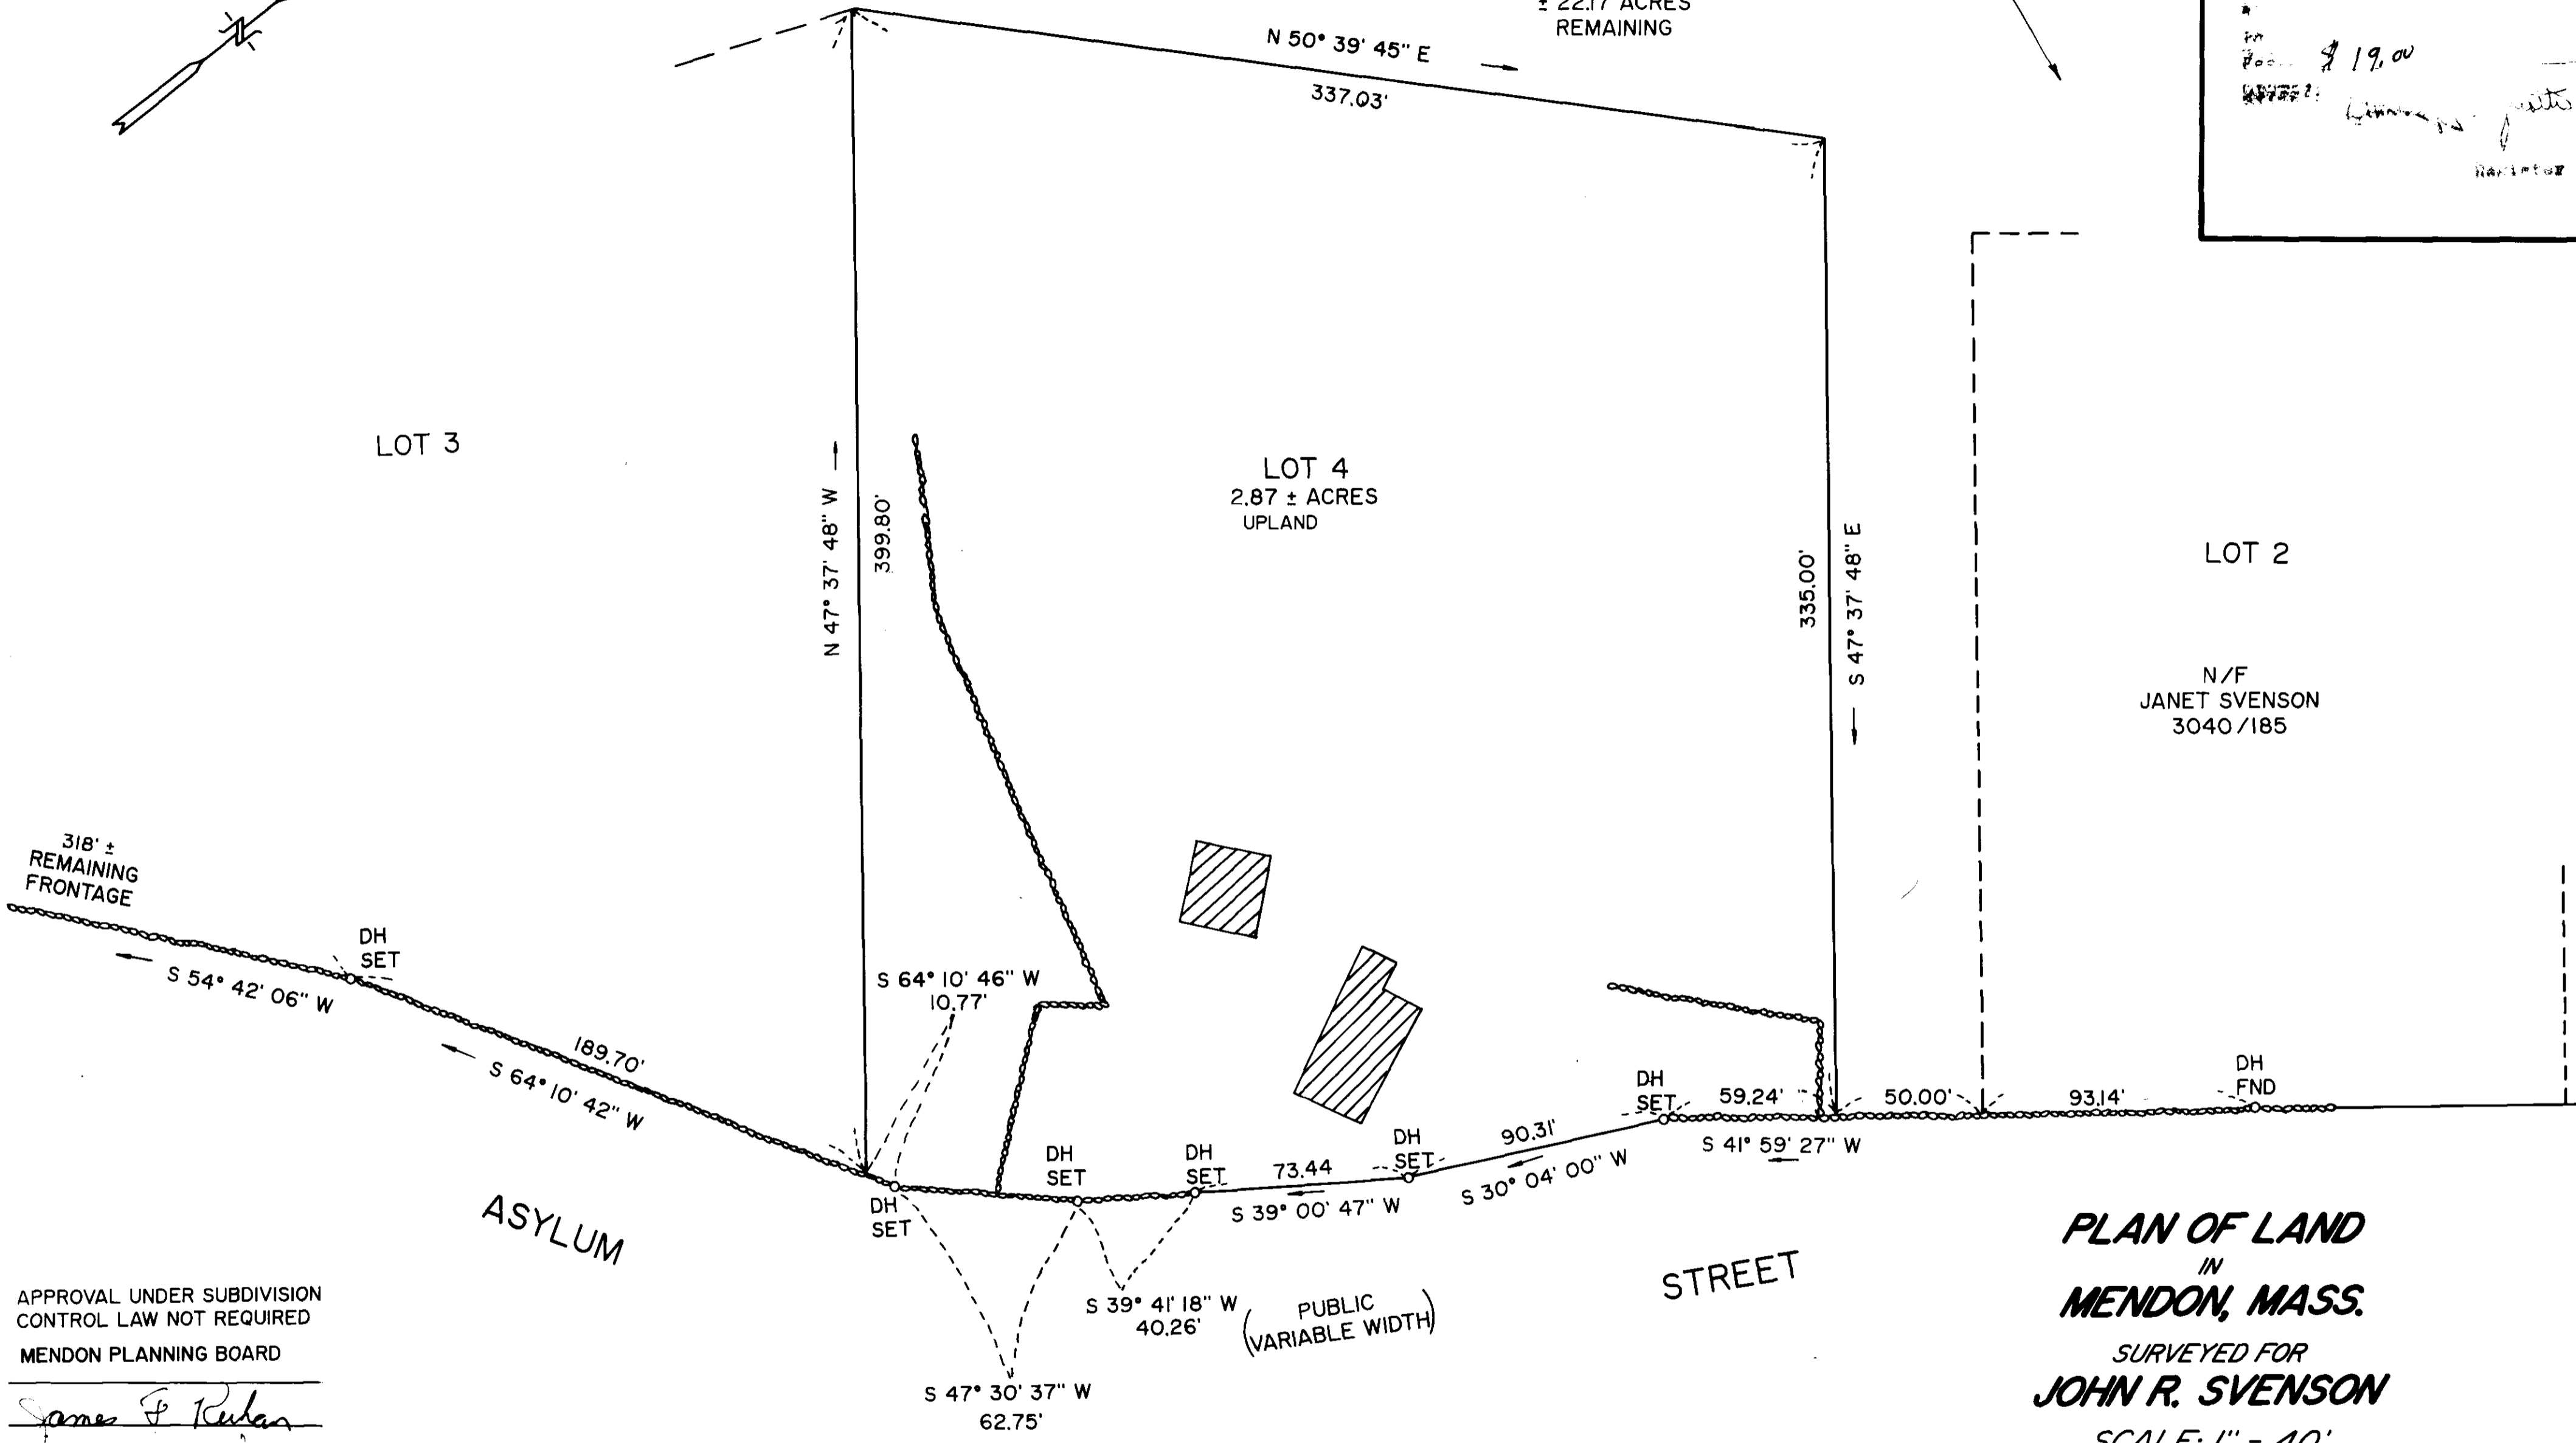 ± 22.17 ACRES
REMAINING
$ 19.00
N 50° 39' 45" E
337.03'
LOT 3
N 47° 37' 48" W
399.80'
LOT 4
2.87 ± ACRES
UPLAND
335.00'
S 47° 37' 48" E
LOT 2
N/F
JANET SVENSON
3040/185
318' ±
REMAINING
FRONTAGE
DH
SET
S 54° 42' 06" W
189.70'
S 64° 10' 42" W
S 64° 10' 46" W
10.77'
DH
SET
DH
SET
DH
SET
73.44
S 39° 00' 47" W
DH
SET
90.31'
S 30° 04' 00" W
DH
SET
59.24'
S 41° 59' 27" W
50.00'
93.14'
DH
FND
ASYLUM
STREET
S 39° 41' 18" W
40.26'
(PUBLIC
VARIABLE WIDTH)
S 47° 30' 37" W
62.75'
APPROVAL UNDER SUBDIVISION
CONTROL LAW NOT REQUIRED
MENDON PLANNING BOARD
James F
PLAN OF LAND
IN
MENDON, MASS.
SURVEYED FOR
JOHN R. SVENSON
SCALE: 1" = 40'